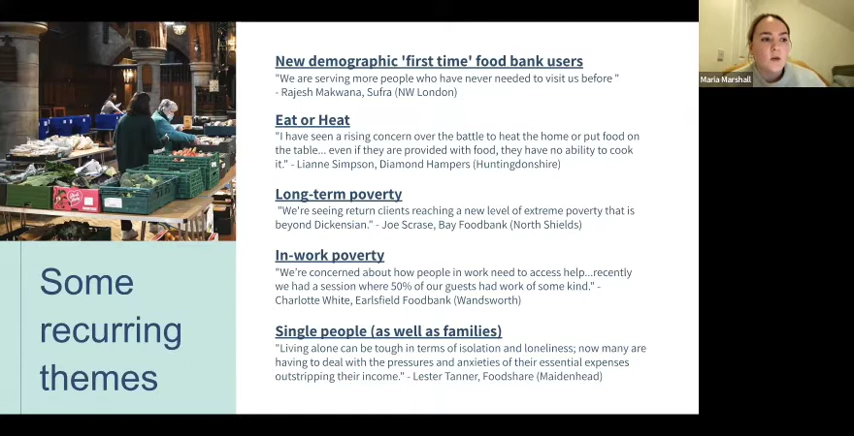 New demographic 'first time' food bank users
"We are serving more people who have never needed to visit us before "
- Rajesh Makwana, Sufra (NW London)
Eat or Heat
"I have seen a rising concern over the battle to heat the home or put food on
the table... even if they are provided with food, they have no ability to cook
it." - Lianne Simpson, Diamond Hampers (Huntingdonshire)
Long-term poverty
"We're seeing return clients reaching a new level of extreme poverty that is
beyond Dickensian." - Joe Scrase, Bay Foodbank (North Shields)
In-work poverty
"We're concerned about how people in work need to access help...recently
we had a session where 50% of our guests had work of some kind." -
Charlotte White, Earlsfield Foodbank (Wandsworth)
Single people (as well as families)
"Living alone can be tough in terms of isolation and loneliness; now many are
having to deal with the pressures and anxieties of their essential expenses
outstripping their income." - Lester Tanner, Foodshare (Maidenhead)
Some
recurring
themes
Maria Marshall